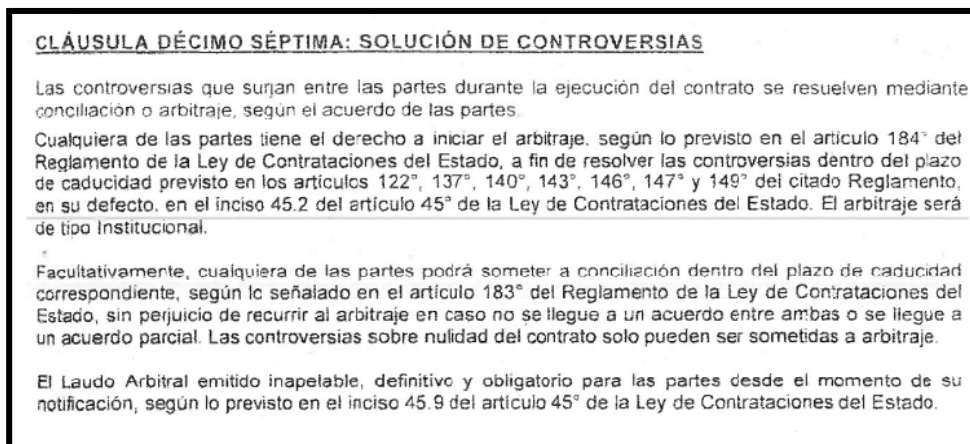 CLÁUSULA DÉCIMO SÉPTIMA: SOLUCIÓN DE CONTROVERSIAS
Las controversias que surjan entre las partes durante la ejecución del contrato se resuelven mediante
conciliación o arbitraje, según el acuerdo de las partes.
Cualquiera de las partes tiene el derecho a iniciar el arbitraje, según lo previsto en el artículo 184° del
Reglamento de la Ley de Contrataciones del Estado, a fin de resolver las controversias dentro del plazo
de caducidad previsto en los artículos 122°, 137°, 140°, 143°, 146°, 147° y 149° del citado Reglamento,
en su defecto, en el inciso 45.2 del artículo 45° de la Ley de Contrataciones del Estado. El arbitraje será
de tipo Institucional.
Facultativamente, cualquiera de las partes podrá someter a conciliación dentro del plazo de caducidad
correspondiente, según lo señalado en el artículo 183° del Reglamento de la Ley de Contrataciones del
Estado, sin perjuicio de recurrir al arbitraje en caso no se llegue a un acuerdo entre ambas o se llegue a
un acuerdo parcial. Las controversias sobre nulidad del contrato solo pueden ser sometidas a arbitraje.
El Laudo Arbitral emitido inapelable, definitivo y obligatorio para las partes desde el momento de su
notificación, según lo previsto en el inciso 45.9 del artículo 45° de la Ley de Contrataciones del Estado.